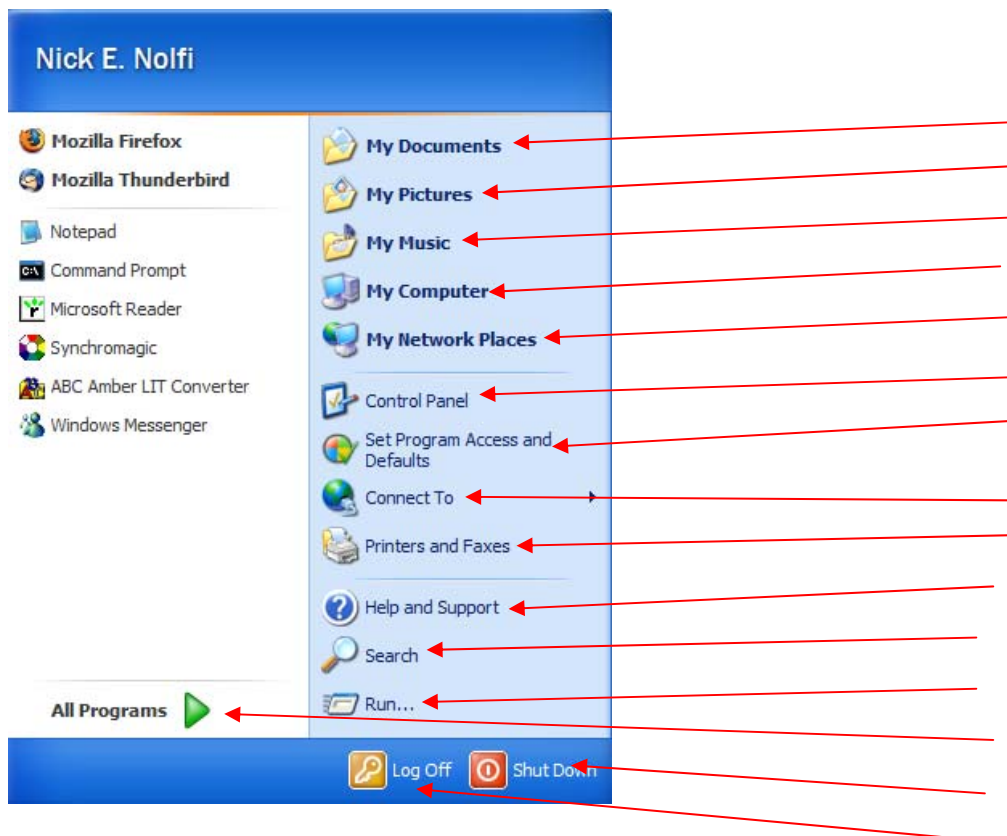 Nick E. Nolfi
Mozilla Firefox
Mozilla Thunderbird
Notepad
C:\
Command Prompt
Microsoft Reader
Synchromagic
ABC Amber LIT Converter
Windows Messenger
All Programs
My Documents
My Pictures
My Music
My Computer
My Network Places
Control Panel
Set Program Access and
Defaults
Connect To
Printers and Faxes
Help and Support
Search
Run...
Log Off
Shut Down